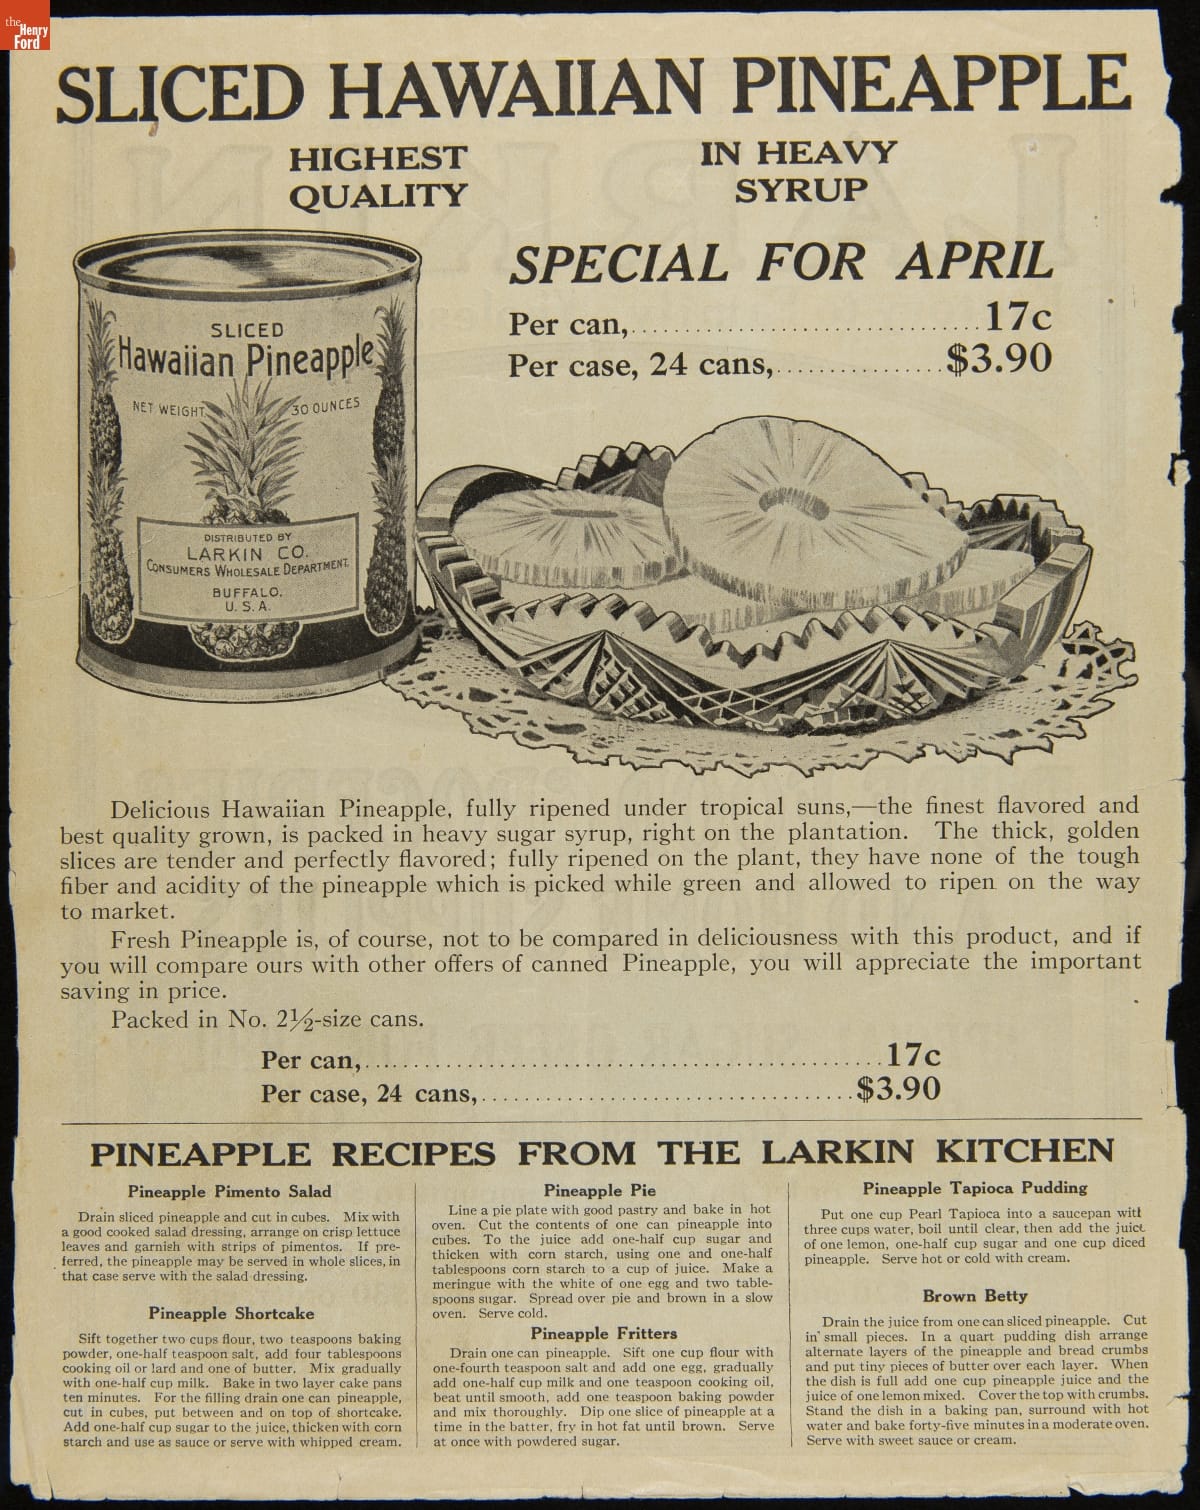 the
Henry
Ford
SLICED HAWAIIAN PINEAPPLE
HIGHEST
QUALITY
IN HEAVY
SYRUP
SPECIAL FOR APRIL
Per can,.................................17c
Per case, 24 cans,................$3.90
SLICED
Hawaiian Pineapple
NET WEIGHT 30 OUNCES
DISTRIBUTED BY
LARKIN CO.
CONSUMERS WHOLESALE DEPARTMENT.
BUFFALO.
U. S. A.
Delicious Hawaiian Pineapple, fully ripened under tropical suns,—the finest flavored and
best quality grown, is packed in heavy sugar syrup, right on the plantation. The thick, golden
slices are tender and perfectly flavored; fully ripened on the plant, they have none of the tough
fiber and acidity of the pineapple which is picked while green and allowed to ripen on the way
to market.
Fresh Pineapple is, of course, not to be compared in deliciousness with this product, and if
you will compare ours with other offers of canned Pineapple, you will appreciate the important
saving in price.
Packed in No. 2½-size cans.
Per can,.................................................17c
Per case, 24 cans,...................................$3.90
PINEAPPLE RECIPES FROM THE LARKIN KITCHEN
Pineapple Pimento Salad
Drain sliced pineapple and cut in cubes. Mix with
a good cooked salad dressing, arrange on crisp lettuce
leaves and garnish with strips of pimentos. If pre-
ferred, the pineapple may be served in whole slices, in
that case serve with the salad dressing.
Pineapple Shortcake
Sift together two cups flour, two teaspoons baking
powder, one-half teaspoon salt, add four tablespoons
cooking oil or lard and one of butter. Mix gradually
with one-half cup milk. Bake in two layer cake pans
ten minutes. For the filling drain one can pineapple,
cut in cubes, put between and on top of shortcake.
Add one-half cup sugar to the juice, thicken with corn
starch and use as sauce or serve with whipped cream.
Pineapple Pie
Line a pie plate with good pastry and bake in hot
oven. Cut the contents of one can pineapple into
cubes. To the juice add one-half cup sugar and
thicken with corn starch, using one and one-half
tablespoons corn starch to a cup of juice. Make a
meringue with the white of one egg and two table-
spoons sugar. Spread over pie and brown in a slow
oven. Serve cold.
Pineapple Fritters
Drain one can pineapple. Sift one cup flour with
one-fourth teaspoon salt and add one egg, gradually
add one-half cup milk and one teaspoon cooking oil,
beat until smooth, add one teaspoon baking powder
and mix thoroughly. Dip one slice of pineapple at a
time in the batter, fry in hot fat until brown. Serve
at once with powdered sugar.
Pineapple Tapioca Pudding
Put one cup Pearl Tapioca into a saucepan with
three cups water, boil until clear, then add the juice
of one lemon, one-half cup sugar and one cup diced
pineapple. Serve hot or cold with cream.
Brown Betty
Drain the juice from one can sliced pineapple. Cut
in small pieces. In a quart pudding dish arrange
alternate layers of the pineapple and bread crumbs
and put tiny pieces of butter over each layer. When
the dish is full add one cup pineapple juice and the
juice of one lemon mixed. Cover the top with crumbs.
Stand the dish in a baking pan, surround with hot
water and bake forty-five minutes in a moderate oven.
Serve with sweet sauce or cream.